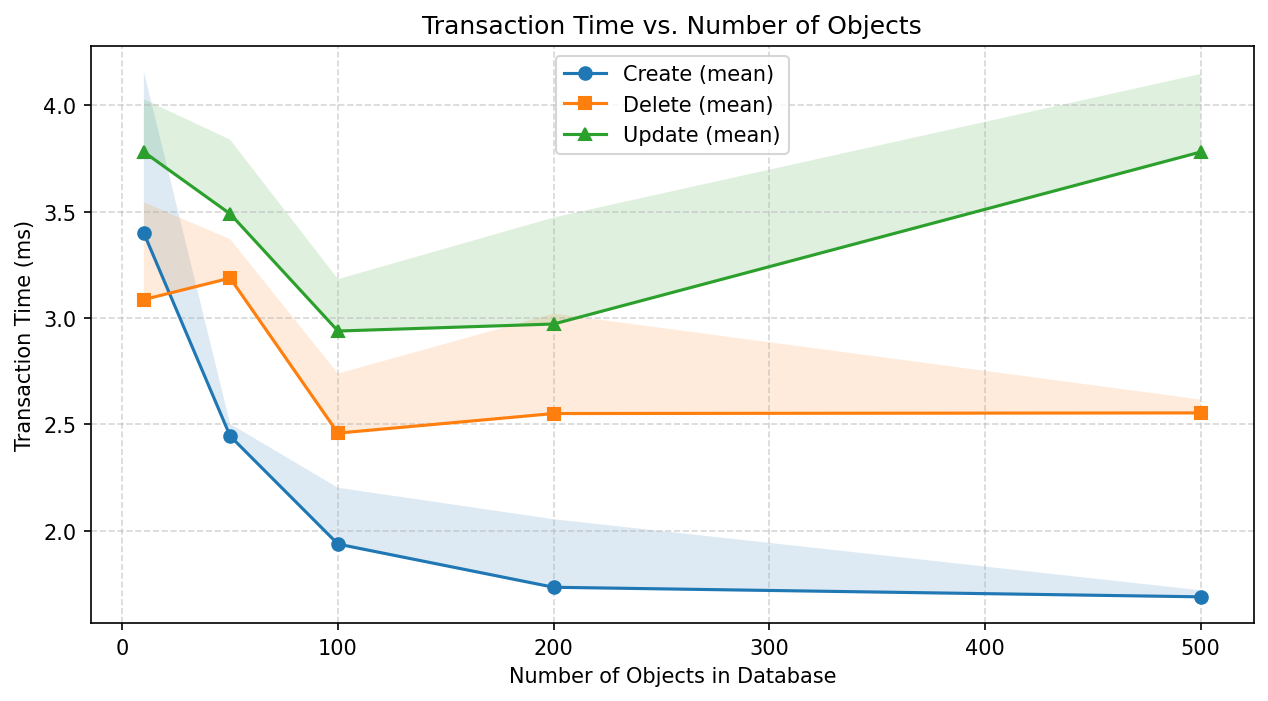 Transaction Time vs. Number of Objects
Create (mean)
Delete (mean)
Update (mean)
Transaction Time (ms)
4.0
3.5
3.0
2.5
2.0
0 100 200 300 400 500
Number of Objects in Database